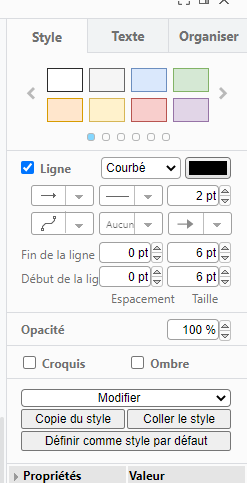 Style Texte Organiser
Ligne Courbé
2 pt
Aucun
Fin de la ligne 0 pt 6 pt
Début de la lig 0 pt 6 pt
Espacement Taille
Opacité 100 %
Croquis Ombre
Modifier
Copie du style Coller le style
Définir comme style par défaut
Propriétés Valeur